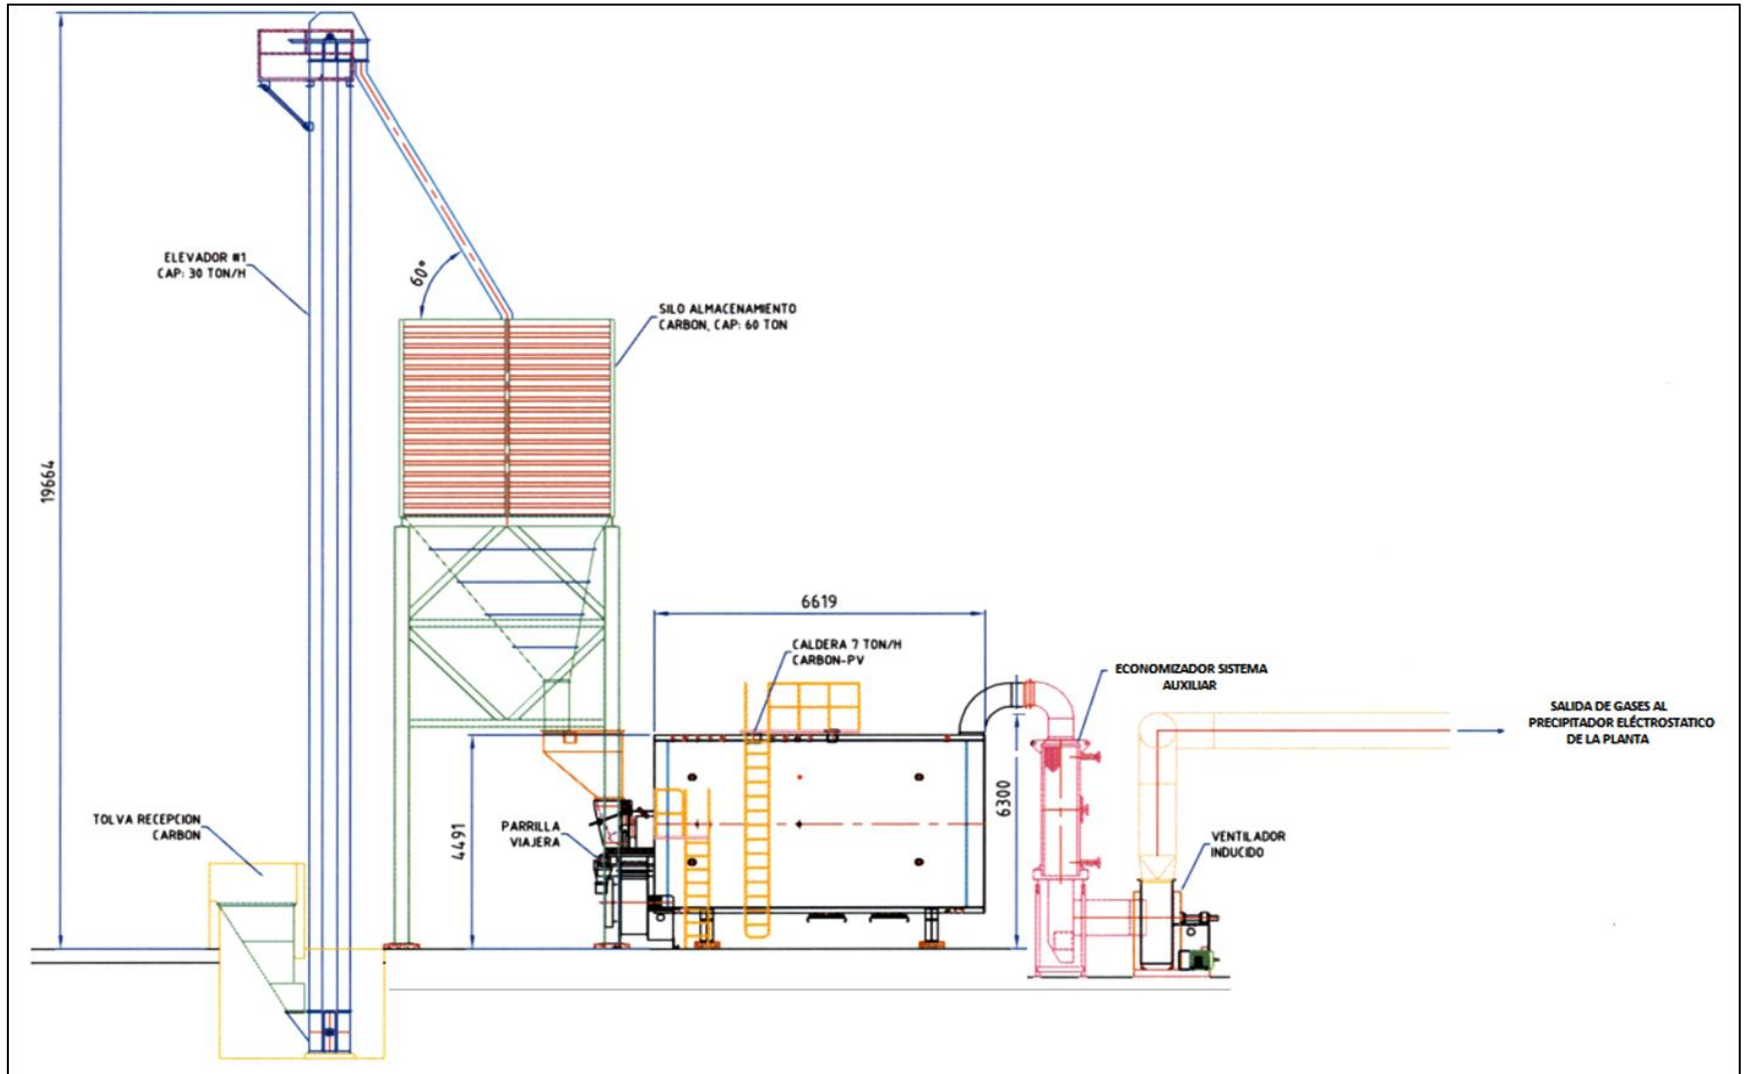 ELEVADOR #1
CAP: 30 TON/H
60°
SILO ALMACENAMIENTO
CARBON, CAP: 60 TON
19664
6619
CALDERA 7 TON/H
CARBON-PV
ECONOMIZADOR SISTEMA
AUXILIAR
SALIDA DE GASES AL
PRECIPITADOR ELÉCTROSTATICO
DE LA PLANTA
TOLVA RECEPCION
CARBON
4491
PARRILLA
VIAJERA
6300
VENTILADOR
INDUCIDO